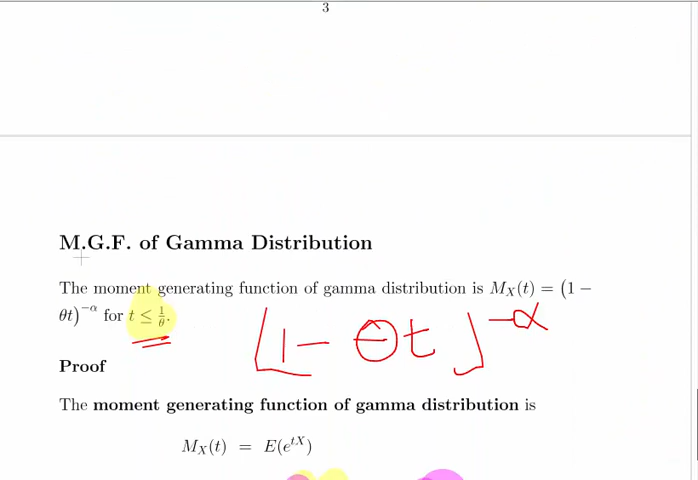 3
M.G.F. of Gamma Distribution
The moment generating function of gamma distribution is M_X(t) = (1 −
θt)^{−α} for t ≤ 1/θ.
[1 − θt]^{−α}
Proof
The moment generating function of gamma distribution is
M_X(t) = E(e^{tX})